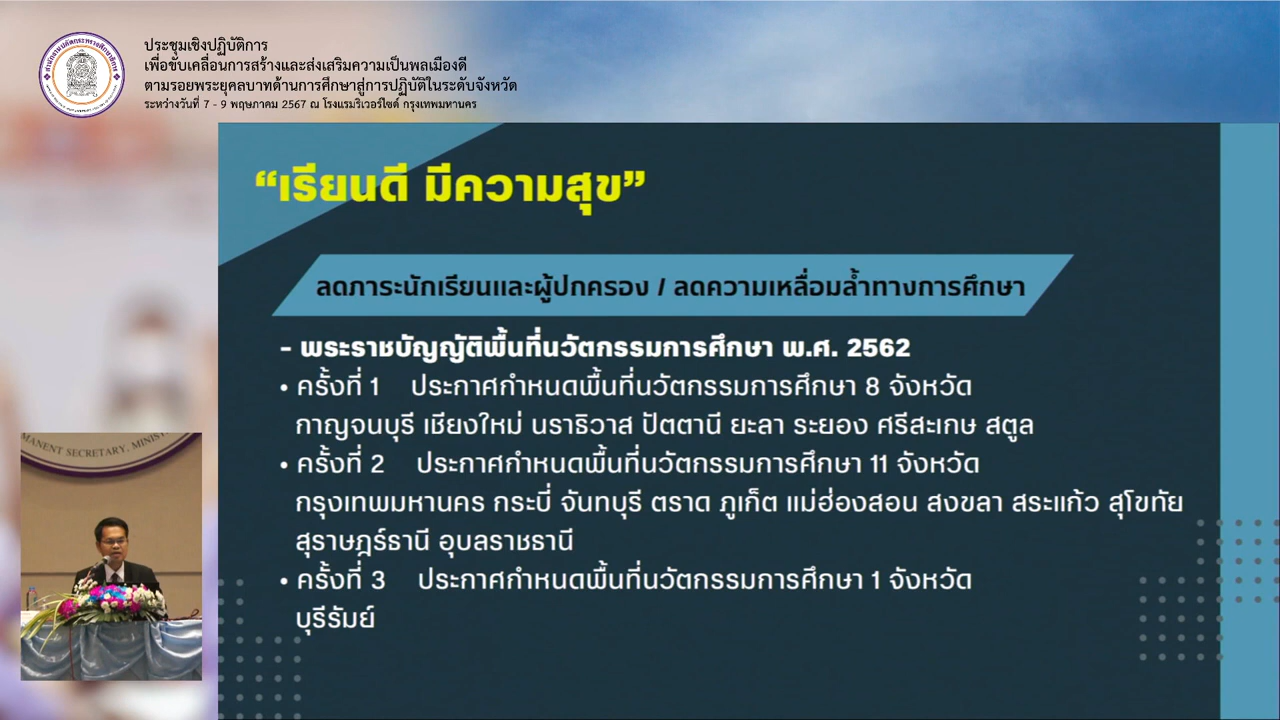 ประชุมเชิงปฏิบัติการ
เพื่อขับเคลื่อนการสร้างและส่งเสริมความเป็นพลเมืองดี
ตามรอยพระยุคลบาทด้านการศึกษาสู่การปฏิบัติในระดับจังหวัด
ระหว่างวันที่ 7 - 9 พฤษภาคม 2567 ณ โรงแรมริเวอร์ไซด์ กรุงเทพมหานคร
“เรียนดี มีความสุข”
ลดภาระนักเรียนและผู้ปกครอง / ลดความเหลื่อมล้ำทางการศึกษา
- พระราชบัญญัติพื้นที่นวัตกรรมการศึกษา พ.ศ. 2562
• ครั้งที่ 1 ประกาศกำหนดพื้นที่นวัตกรรมการศึกษา 8 จังหวัด
กาญจนบุรี เชียงใหม่ นราธิวาส ปัตตานี ยะลา ระยอง ศรีสะเกษ สตูล
• ครั้งที่ 2 ประกาศกำหนดพื้นที่นวัตกรรมการศึกษา 11 จังหวัด
กรุงเทพมหานคร กระบี่ จันทบุรี ตราด ภูเก็ต แม่ฮ่องสอน สงขลา สระแก้ว สุโขทัย
สุราษฎร์ธานี อุบลราชธานี
• ครั้งที่ 3 ประกาศกำหนดพื้นที่นวัตกรรมการศึกษา 1 จังหวัด
บุรีรัมย์
MANENT SECRETARY, MINIS